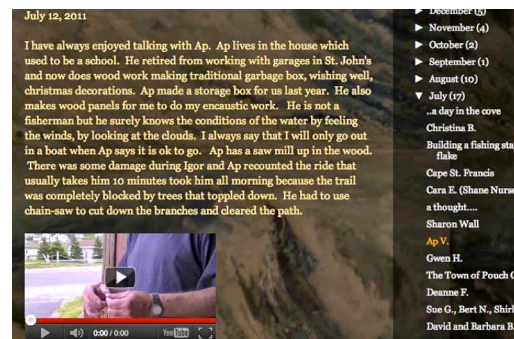 July 12, 2011
I have always enjoyed talking with Ap.  Ap lives in the house which
used to be a school.  He retired from working with garages in St. John's
and now does wood work making traditional garbage box, wishing well,
christmas decorations.  Ap made a storage box for us last year.  He also
makes wood panels for me to do my encaustic work.   He is not a
fisherman but he surely knows the conditions of the water by feeling
the winds, by looking at the clouds.  I always say that I will only go out
in a boat when Ap says it is ok to go.   Ap has a saw mill up in the wood.
There was some damage during Igor and Ap recounted the ride that
usually takes him 10 minutes took him all morning because the trail
was completely blocked by trees that toppled down.  He had to use
chain-saw to cut down the branches and cleared the path.
0:00 / 0:00
YouTube
► December (5)
► November (4)
► October (2)
► September (1)
► August (10)
▼ July (17)
..a day in the cove
Christina B.
Building a fishing sta
flake
Cape St. Francis
Cara E. (Shane Nurse
a thought....
Sharon Wall
Ap V.
Gwen H.
The Town of Pouch C
Deanne F.
Sue G., Bert N., Shirl
David and Barbara B.